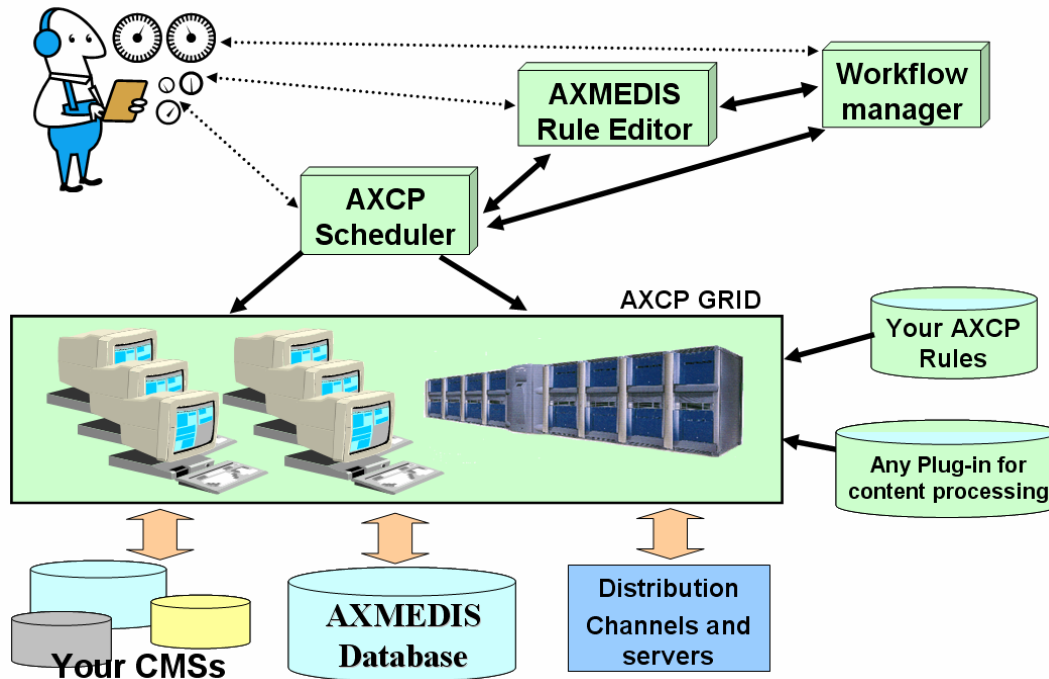 AXMEDIS
Rule Editor
Workflow
manager
AXCP
Scheduler
AXCP GRID
Your AXCP
Rules
Any Plug-in for
content processing
Your CMSs
AXMEDIS
Database
Distribution
Channels and
servers